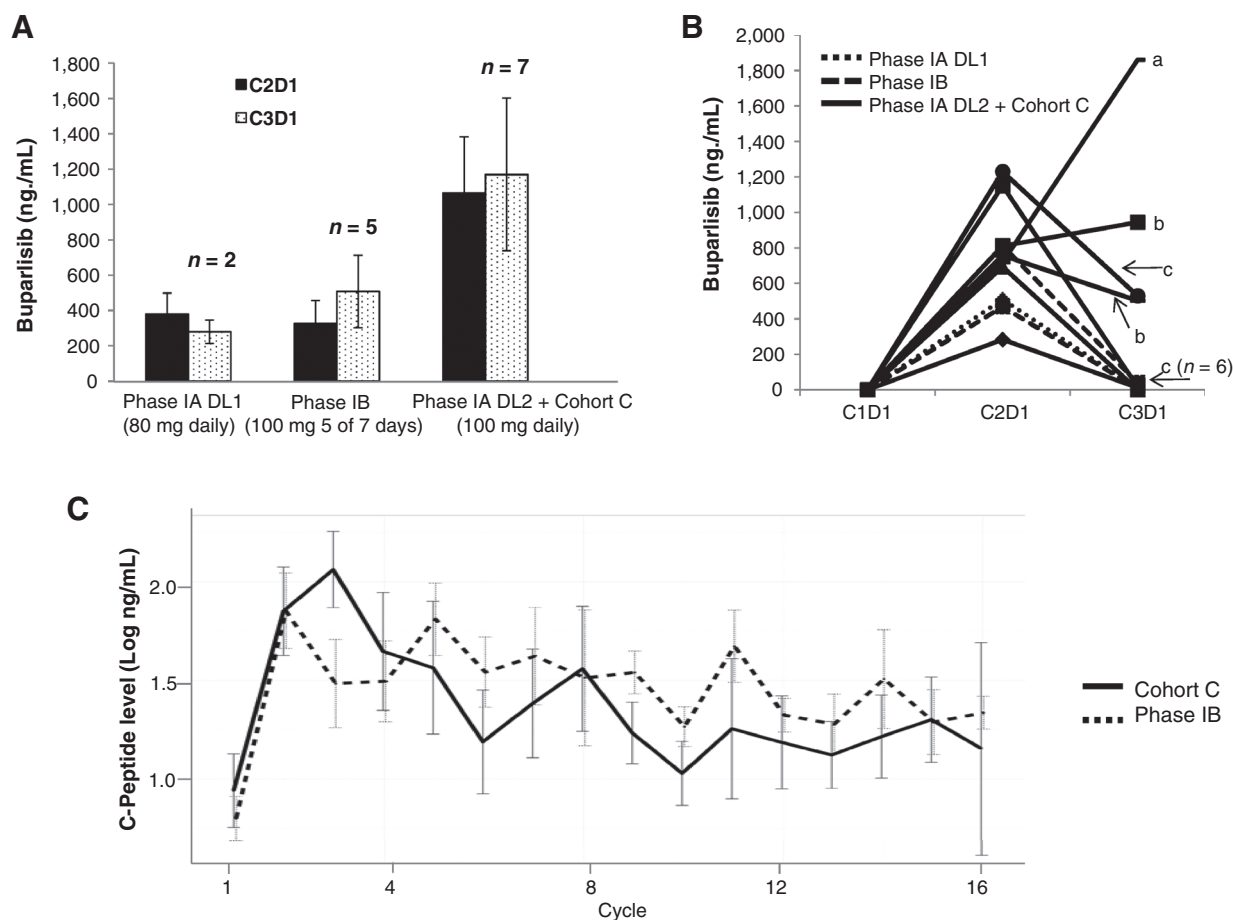 A
Buparlisib (ng./mL)
1,800
1,600
1,400
1,200
1,000
800
600
400
200
0
C2D1
C3D1
n = 2
n = 5
n = 7
Phase IA DL1
(80 mg daily)
Phase IB
(100 mg 5 of 7 days)
Phase IA DL2 + Cohort C
(100 mg daily)
B
Buparlisib (ng./mL)
2,000
1,800
1,600
1,400
1,200
1,000
800
600
400
200
0
Phase IA DL1
Phase IB
Phase IA DL2 + Cohort C
a
b
c
b
c (n = 6)
C1D1
C2D1
C3D1
C
C-Peptide level (Log ng/mL)
2.0
1.5
1.0
1
4
8
12
16
Cycle
Cohort C
Phase IB